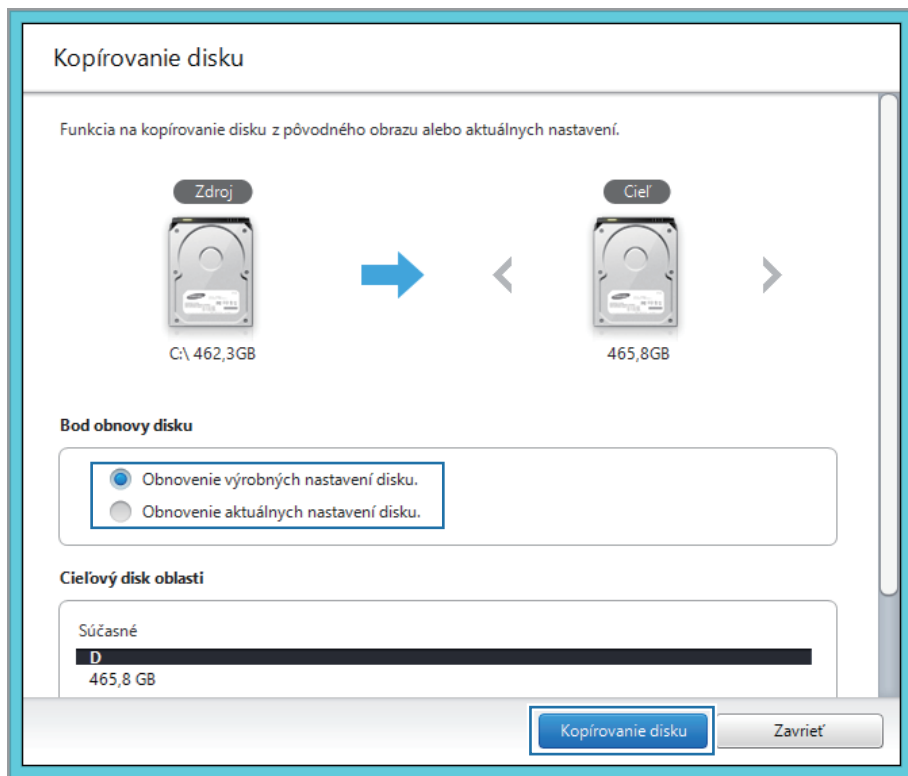 Kopírovanie disku
Funkcia na kopírovanie disku z pôvodného obrazu alebo aktuálnych nastavení.
Zdroj
Cieľ
C:\ 462,3GB
465,8GB
Bod obnovy disku
Obnovenie výrobných nastavení disku.
Obnovenie aktuálnych nastavení disku.
Cieľový disk oblasti
Súčasné
D
465,8 GB
Kopírovanie disku
Zavrieť